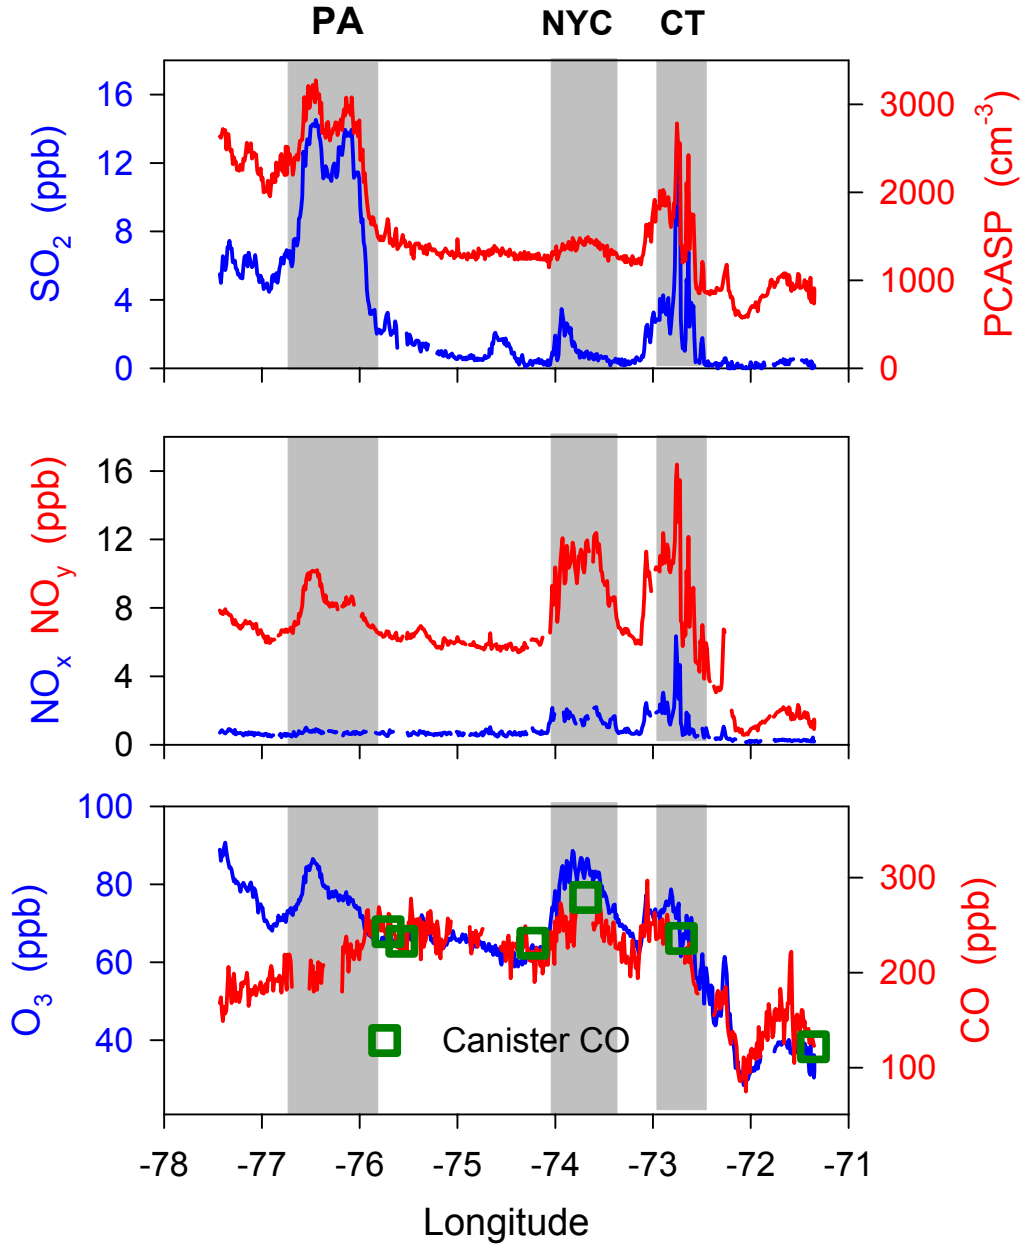 PA NYC CT
SO2 (ppb)
16
12
8
4
0
3000
2000
1000
0
PCASP (cm-3)
NOx NOy (ppb)
16
12
8
4
0
O3 (ppb)
100
80
60
40
300
200
100
CO (ppb)
Canister CO
-78 -77 -76 -75 -74 -73 -72 -71
Longitude